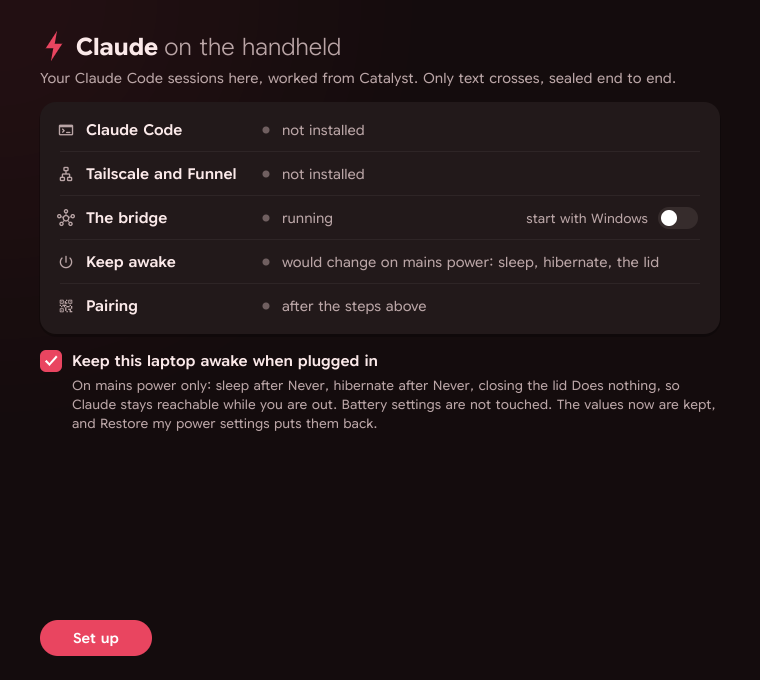 Claude on the handheld
Your Claude Code sessions here, worked from Catalyst. Only text crosses, sealed end to end.
Claude Code not installed
Tailscale and Funnel not installed
The bridge running start with Windows
Keep awake would change on mains power: sleep, hibernate, the lid
Pairing after the steps above
Keep this laptop awake when plugged in
On mains power only: sleep after Never, hibernate after Never, closing the lid Does nothing, so
Claude stays reachable while you are out. Battery settings are not touched. The values now are kept,
and Restore my power settings puts them back.
Set up